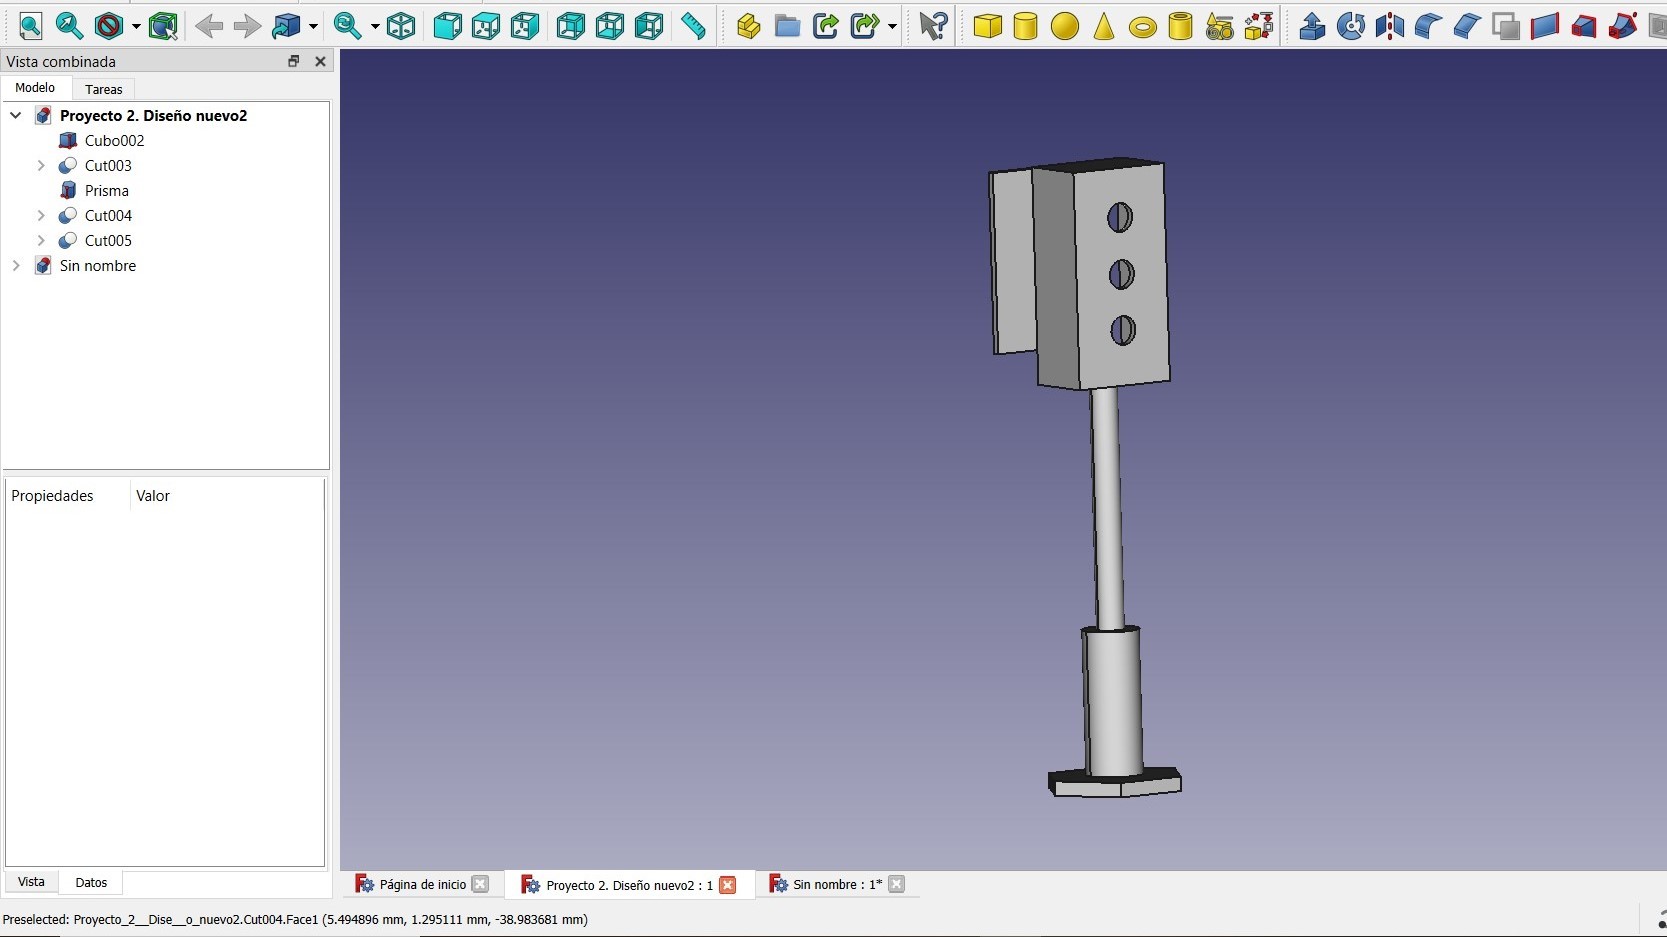 Vista combinada
Modelo
Tareas
Proyecto 2. Diseño nuevo2
Cubo002
Cut003
Prisma
Cut004
Cut005
Sin nombre
Propiedades
Valor
Vista
Datos
Página de inicio
Proyecto 2. Diseño nuevo2 : 1
Sin nombre : 1*
Preselected: Proyecto_2__Dise__o_nuevo2.Cut004.Face1 (5.494896 mm, 1.295111 mm, -38.983681 mm)